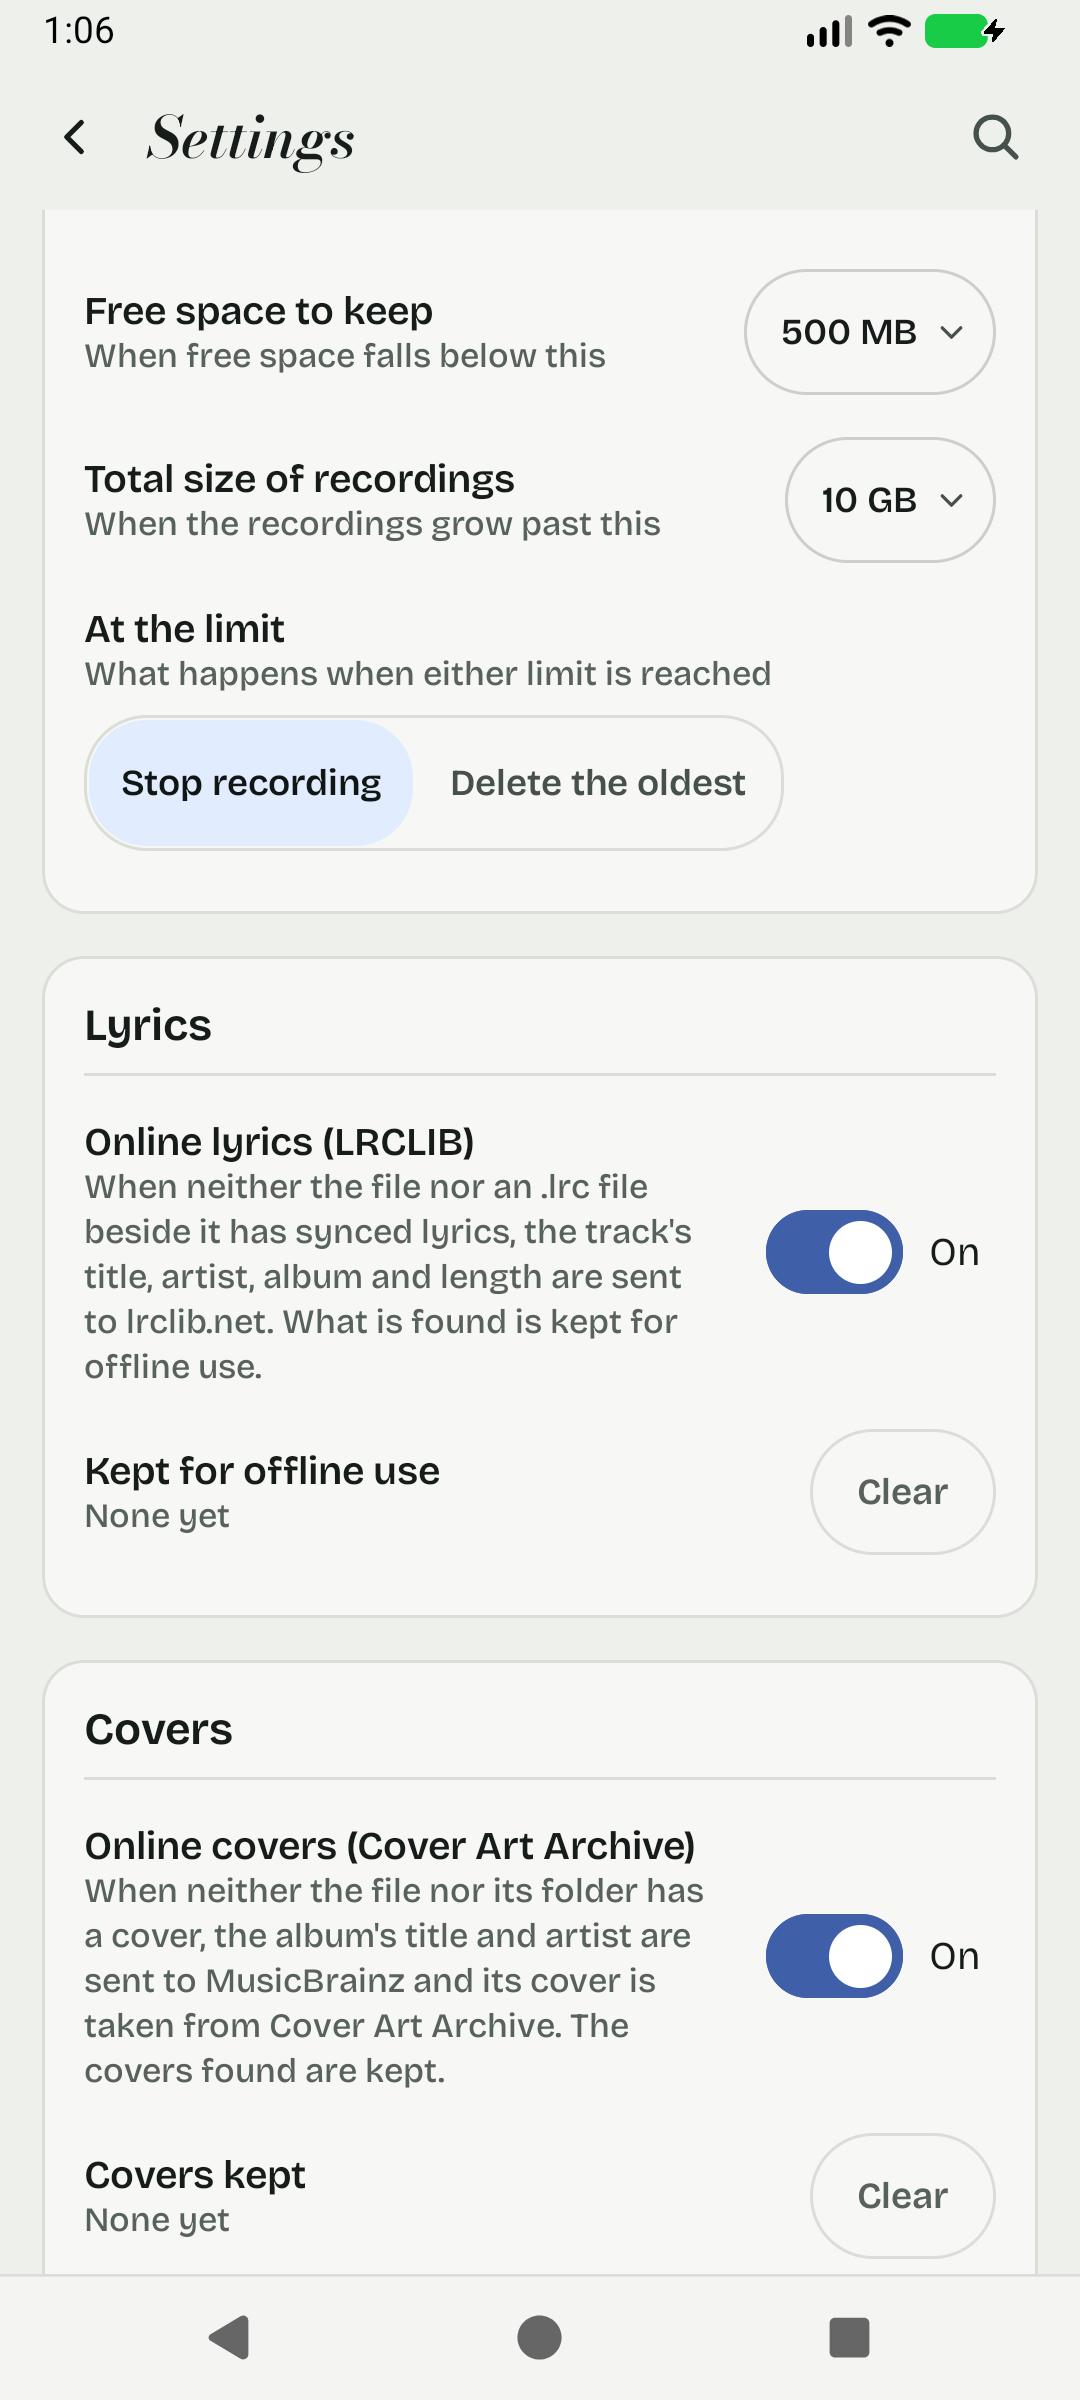 1:06
Settings
Free space to keep
When free space falls below this
500 MB
Total size of recordings
When the recordings grow past this
10 GB
At the limit
What happens when either limit is reached
Stop recording
Delete the oldest
Lyrics
Online lyrics (LRCLIB)
When neither the file nor an .lrc file
beside it has synced lyrics, the track's
title, artist, album and length are sent
to lrclib.net. What is found is kept for
offline use.
On
Kept for offline use
None yet
Clear
Covers
Online covers (Cover Art Archive)
When neither the file nor its folder has
a cover, the album's title and artist are
sent to MusicBrainz and its cover is
taken from Cover Art Archive. The
covers found are kept.
On
Covers kept
None yet
Clear